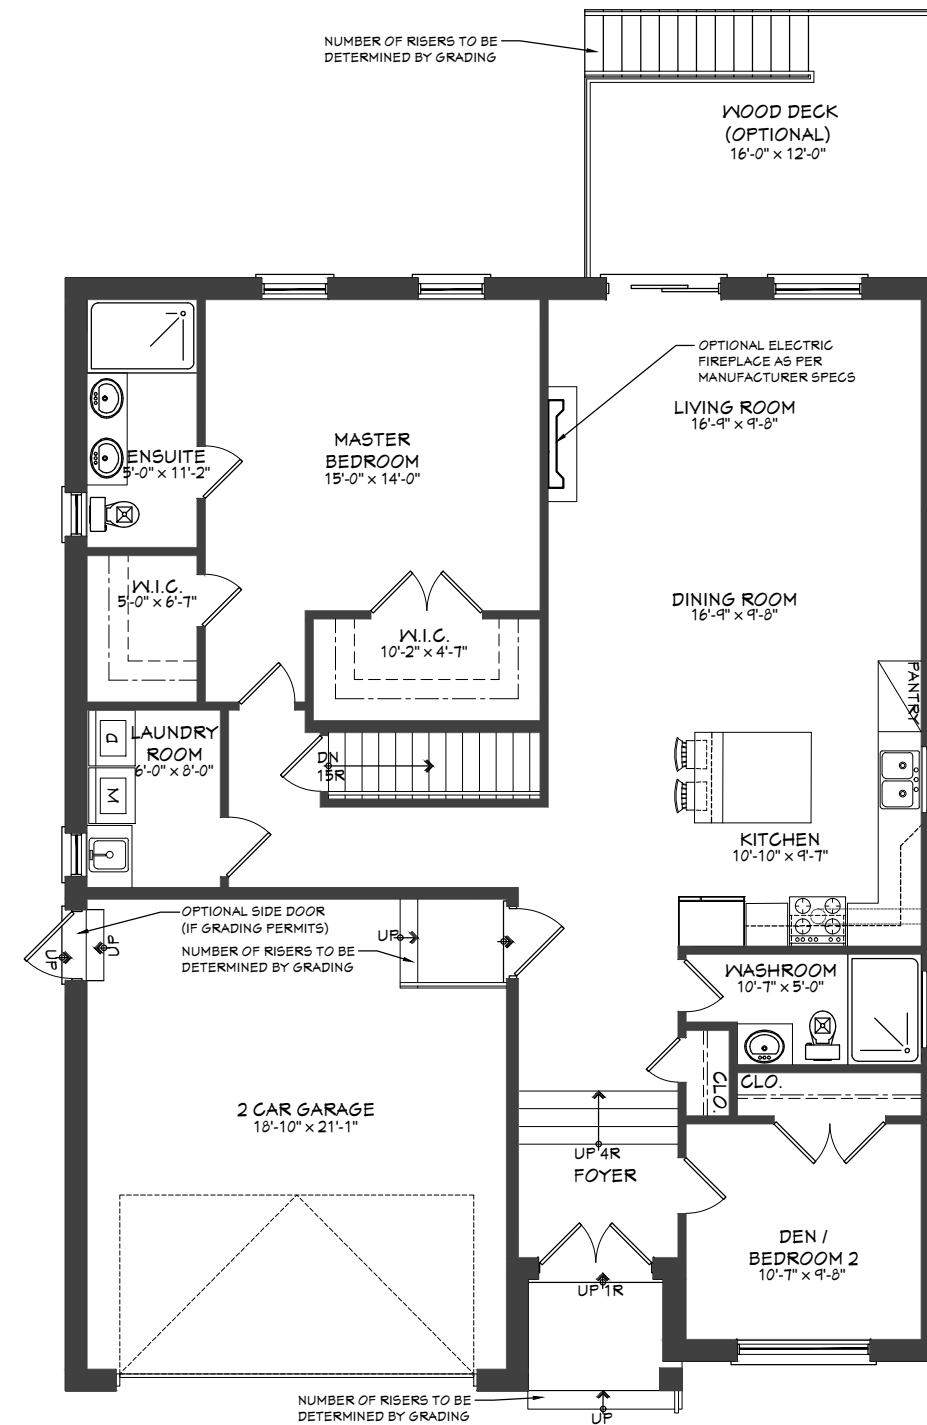 NUMBER OF RISERS TO BE
DETERMINED BY GRADING
WOOD DECK
(OPTIONAL)
16'-0" x 12'-0"
OPTIONAL ELECTRIC
FIREPLACE AS PER
MANUFACTURER SPECS
LIVING ROOM
16'-9" x 9'-8"
MASTER
BEDROOM
15'-0" x 14'-0"
ENSUITE
5'-0" x 11'-2"
W.I.C.
5'-0" x 6'-7"
DINING ROOM
16'-9" x 9'-8"
W.I.C.
10'-2" x 4'-7"
PANTRY
LAUNDRY
ROOM
6'-0" x 8'-0"
D
M
DN
15R
KITCHEN
10'-10" x 9'-7"
OPTIONAL SIDE DOOR
(IF GRADING PERMITS)
UP
UP
UP
NUMBER OF RISERS TO BE
DETERMINED BY GRADING
WASHROOM
10'-7" x 5'-0"
CLO.
CLO.
2 CAR GARAGE
18'-10" x 21'-1"
UP 4R
FOYER
DEN /
BEDROOM 2
10'-7" x 9'-8"
UP 1R
NUMBER OF RISERS TO BE
DETERMINED BY GRADING
UP